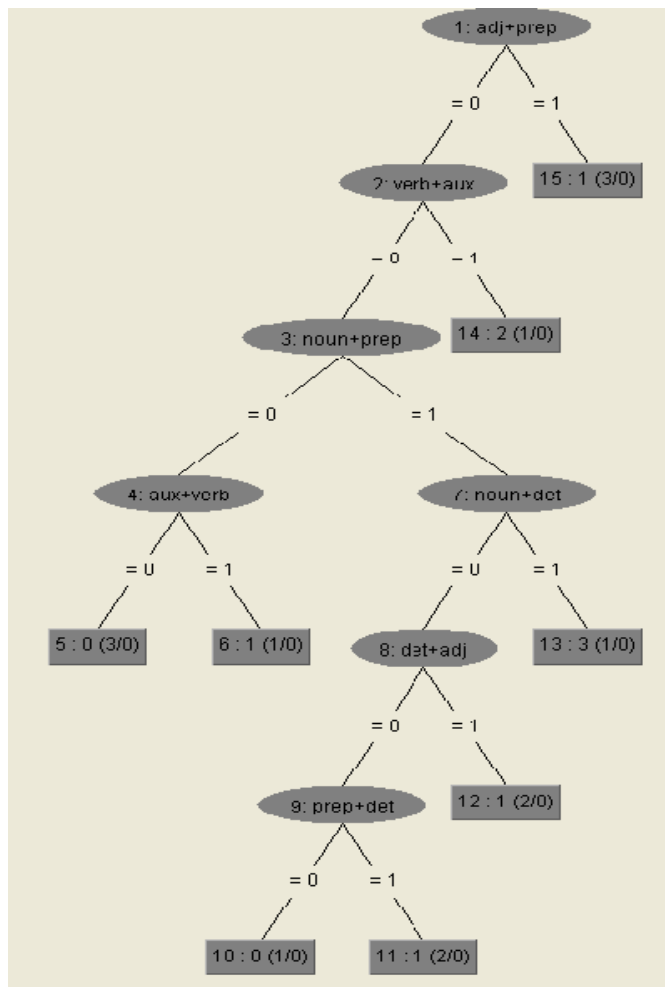 1: adj+prep
= 0
= 1
2: verb+aux
15 : 1 (3/0)
= 0
= 1
3: noun+prep
14 : 2 (1/0)
= 0
= 1
4: aux+verb
7: noun+det
= 0
= 1
= 0
= 1
5 : 0 (3/0)
6 : 1 (1/0)
8: det+adj
13 : 3 (1/0)
= 0
= 1
9: prep+det
12 : 1 (2/0)
= 0
= 1
10 : 0 (1/0)
11 : 1 (2/0)